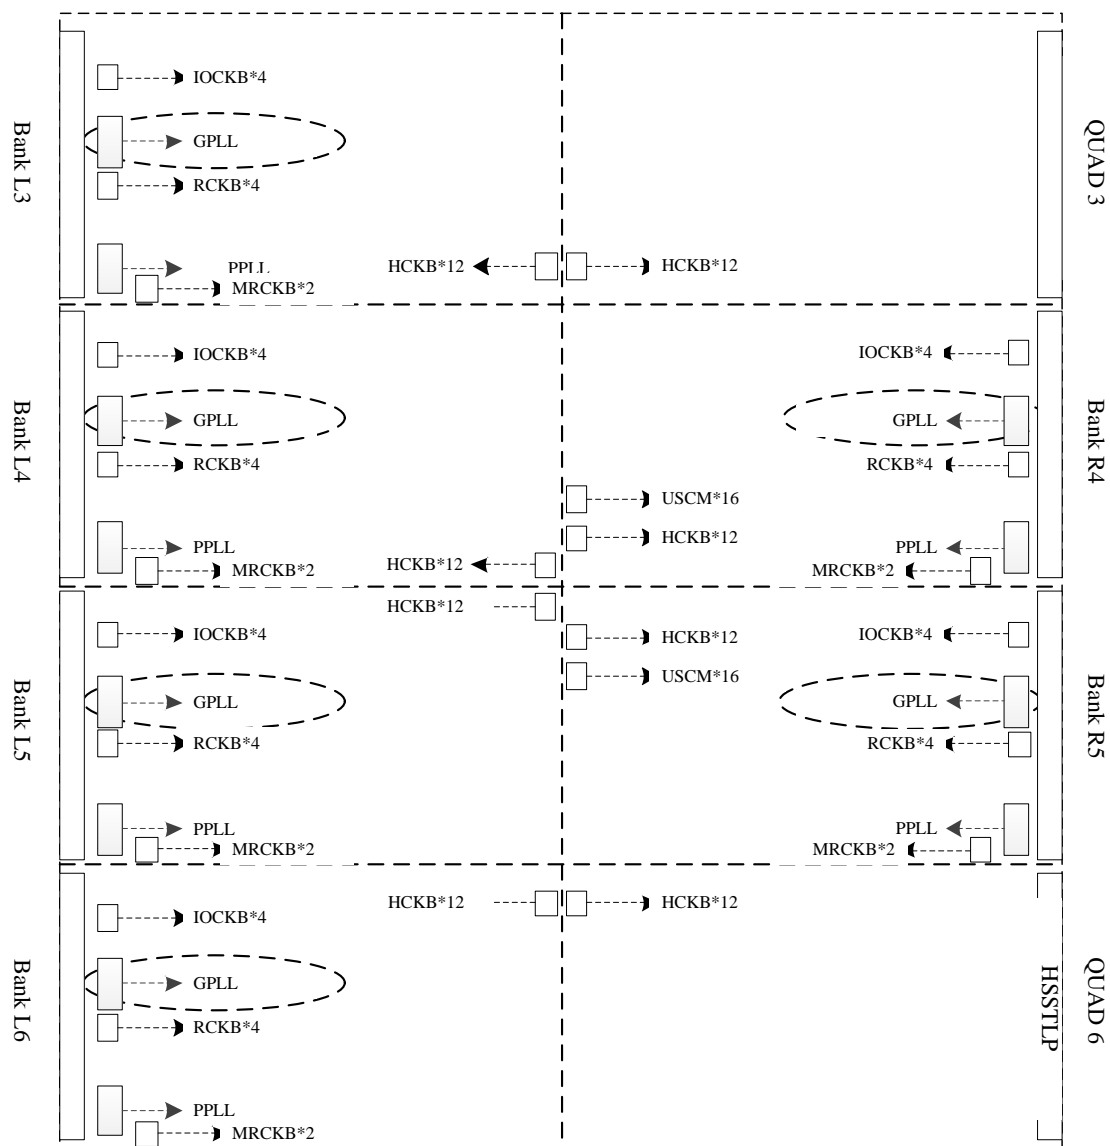 Bank L3
IOCKB*4
GPLL
RCKB*4
PPLL
MRCKB*2
HCKB*12
HCKB*12
QUAD 3
Bank L4
IOCKB*4
GPLL
RCKB*4
PPLL
MRCKB*2
HCKB*12
USCM*16
HCKB*12
IOCKB*4
GPLL
RCKB*4
PPLL
MRCKB*2
Bank R4
Bank L5
IOCKB*4
GPLL
RCKB*4
PPLL
MRCKB*2
HCKB*12
HCKB*12
USCM*16
IOCKB*4
GPLL
RCKB*4
PPLL
MRCKB*2
Bank R5
Bank L6
IOCKB*4
GPLL
RCKB*4
PPLL
MRCKB*2
HCKB*12
HCKB*12
HSSTLP
QUAD 6